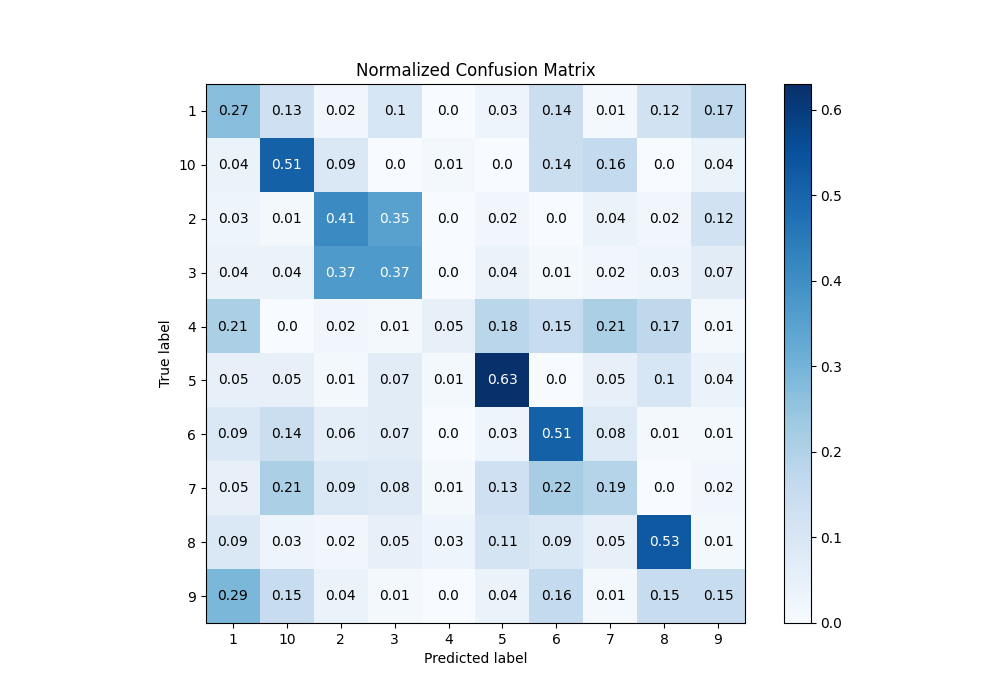 Normalized Confusion Matrix
True label
1 0.27 0.13 0.02 0.1 0.0 0.03 0.14 0.01 0.12 0.17
10 0.04 0.51 0.09 0.0 0.01 0.0 0.14 0.16 0.0 0.04
2 0.03 0.01 0.41 0.35 0.0 0.02 0.0 0.04 0.02 0.12
3 0.04 0.04 0.37 0.37 0.0 0.04 0.01 0.02 0.03 0.07
4 0.21 0.0 0.02 0.01 0.05 0.18 0.15 0.21 0.17 0.01
5 0.05 0.05 0.01 0.07 0.01 0.63 0.0 0.05 0.1 0.04
6 0.09 0.14 0.06 0.07 0.0 0.03 0.51 0.08 0.01 0.01
7 0.05 0.21 0.09 0.08 0.01 0.13 0.22 0.19 0.0 0.02
8 0.09 0.03 0.02 0.05 0.03 0.11 0.09 0.05 0.53 0.01
9 0.29 0.15 0.04 0.01 0.0 0.04 0.16 0.01 0.15 0.15
1 10 2 3 4 5 6 7 8 9
Predicted label
0.6
0.5
0.4
0.3
0.2
0.1
0.0